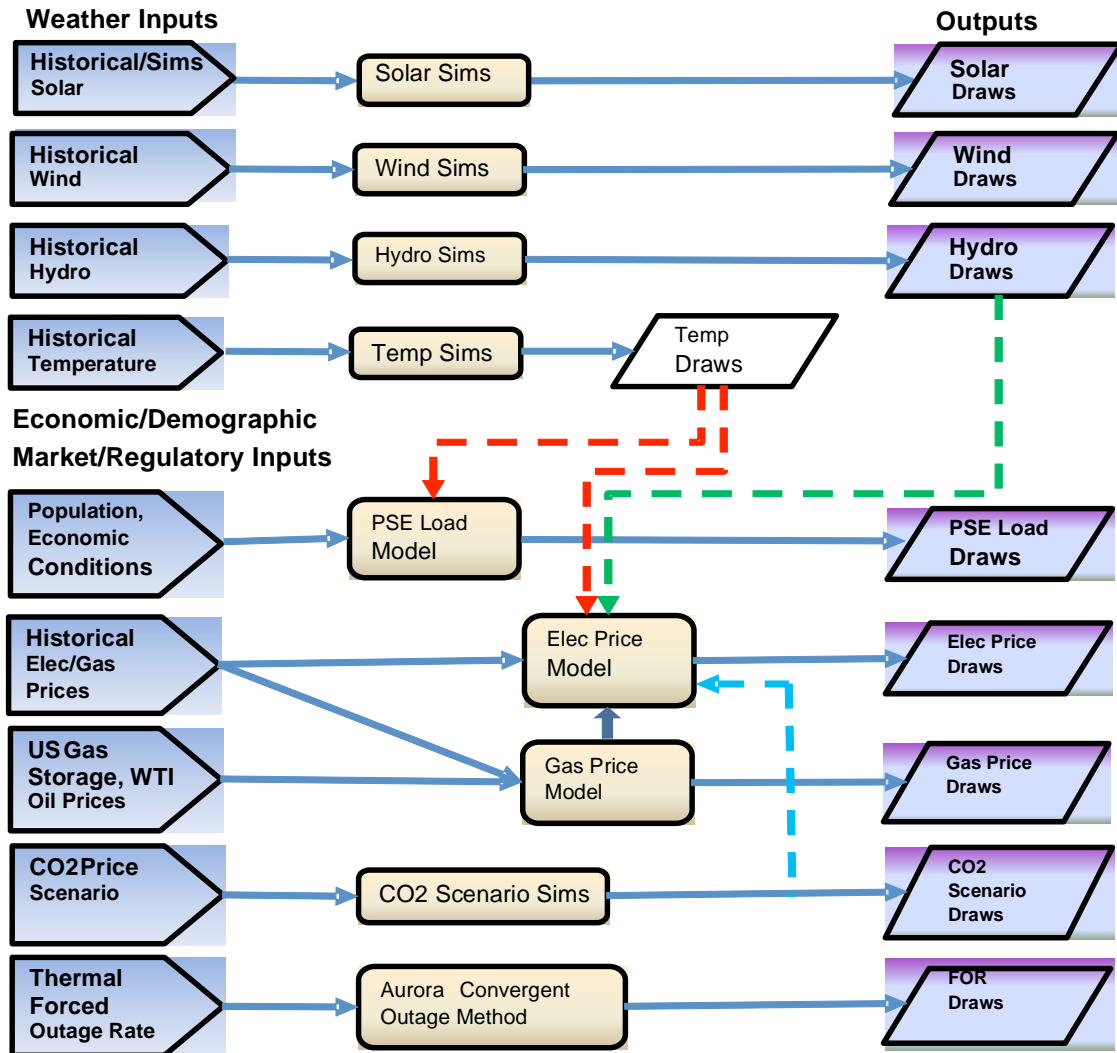 Weather Inputs
Outputs
Historical/Sims
Solar
Solar Sims
Solar
Draws
Historical
Wind
Wind Sims
Wind
Draws
Historical
Hydro
Hydro Sims
Hydro
Draws
Historical
Temperature
Temp Sims
Temp
Draws
Economic/Demographic
Market/Regulatory Inputs
Population,
Economic
Conditions
PSE Load
Model
PSE Load
Draws
Historical
Elec/Gas
Prices
Elec Price
Model
Elec Price
Draws
US Gas
Storage, WTI
Oil Prices
Gas Price
Model
Gas Price
Draws
CO2 Price
Scenario
CO2 Scenario Sims
CO2
Scenario
Draws
Thermal
Forced
Outage Rate
Aurora Convergent
Outage Method
FOR
Draws